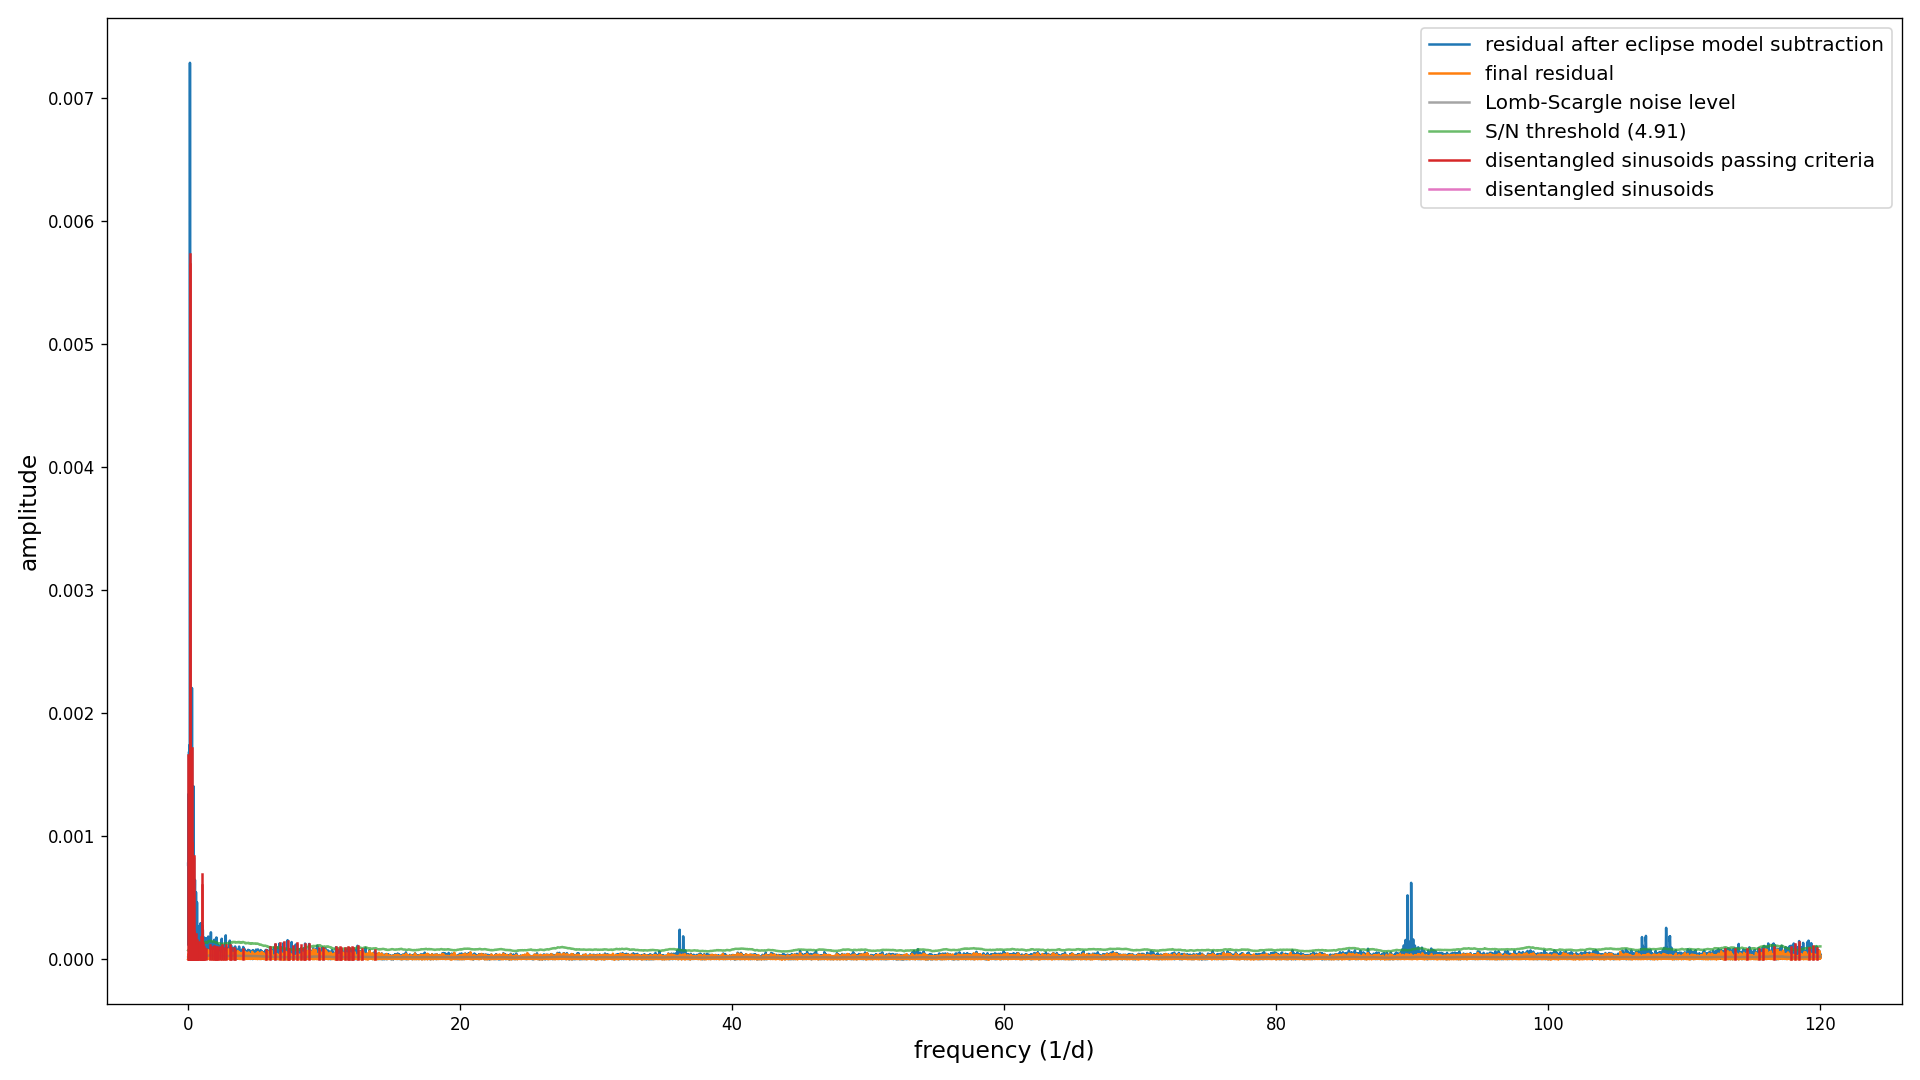 residual after eclipse model subtraction
final residual
Lomb-Scargle noise level
S/N threshold (4.91)
disentangled sinusoids passing criteria
disentangled sinusoids
amplitude
0.007
0.006
0.005
0.004
0.003
0.002
0.001
0.000
0 20 40 60 80 100 120
frequency (1/d)